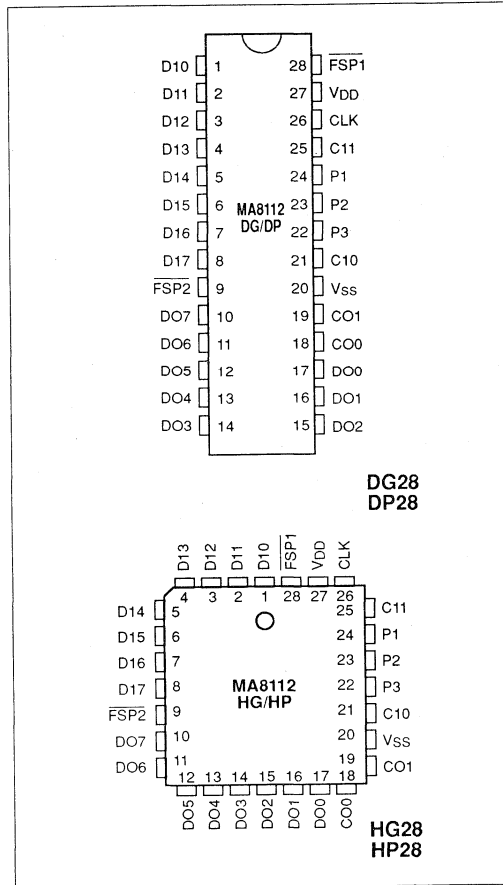 D10 1 28 FSP1
D11 2 27 VDD
D12 3 26 CLK
D13 4 25 C11
D14 5 24 P1
D15 6 23 P2
MA8112
DG/DP
D16 7 22 P3
D17 8 21 C10
FSP2 9 20 VSS
DO7 10 19 CO1
DO6 11 18 CO0
DO5 12 17 DO0
DO4 13 16 DO1
DO3 14 15 DO2
DG28
DP28
D13 D12 D11 D10 FSP1 VDD CLK
4 3 2 1 28 27 26
D14 5 25 C11
D15 6 24 P1
D16 7 23 P2
D17 8 22 P3
MA8112
HG/HP
FSP2 9 21 C10
DO7 10 20 VSS
DO6 11 19 CO1
12 13 14 15 16 17 18
DO5 DO4 DO3 DO2 DO1 DO0 CO0
HG28
HP28